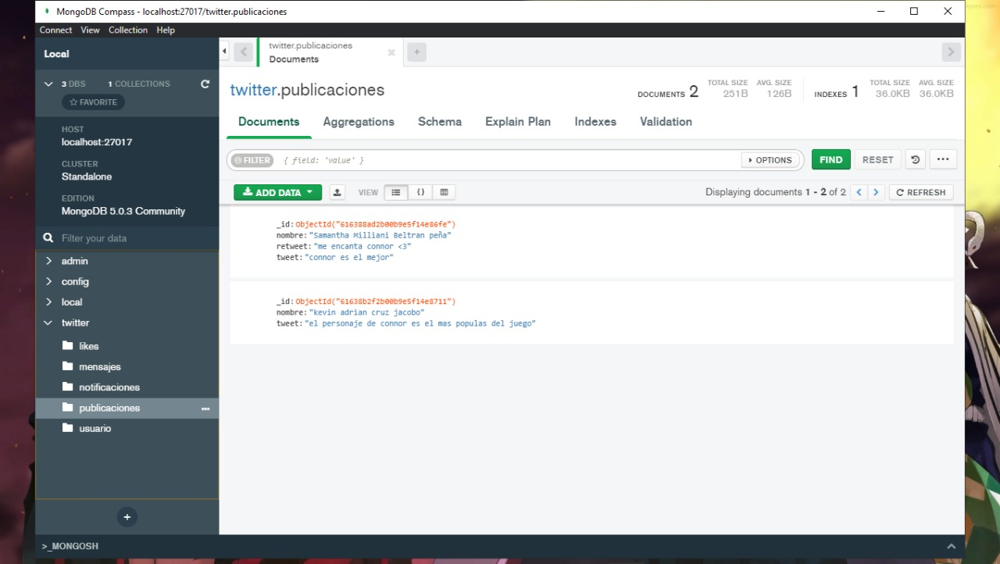 MongoDB Compass - localhost:27017/twitter.publicaciones
Connect View Collection Help
Local
3 DBS 1 COLLECTIONS
FAVORITE
HOST
localhost:27017
CLUSTER
Standalone
EDITION
MongoDB 5.0.3 Community
Filter your data
admin
config
local
twitter
likes
mensajes
notificaciones
publicaciones
usuario
twitter.publicaciones
Documents
twitter.publicaciones
DOCUMENTS 2
TOTAL SIZE
251B
AVG. SIZE
126B
INDEXES 1
TOTAL SIZE
36.0KB
AVG. SIZE
36.0KB
Documents Aggregations Schema Explain Plan Indexes Validation
FILTER { field: 'value' } OPTIONS FIND RESET
ADD DATA VIEW {} Displaying documents 1 - 2 of 2 REFRESH
_id:ObjectId("616388ad2b00b9e5f14e86fe")
nombre:"Samantha Milliani Beltran peña"
retweet:"me encanta connor <3"
tweet:"connor es el mejor"
_id:ObjectId("61638b2f2b00b9e5f14e8711")
nombre:"kevin adrian cruz jacobo"
tweet:"el personaje de connor es el mas populas del juego"
>_MONGOSH